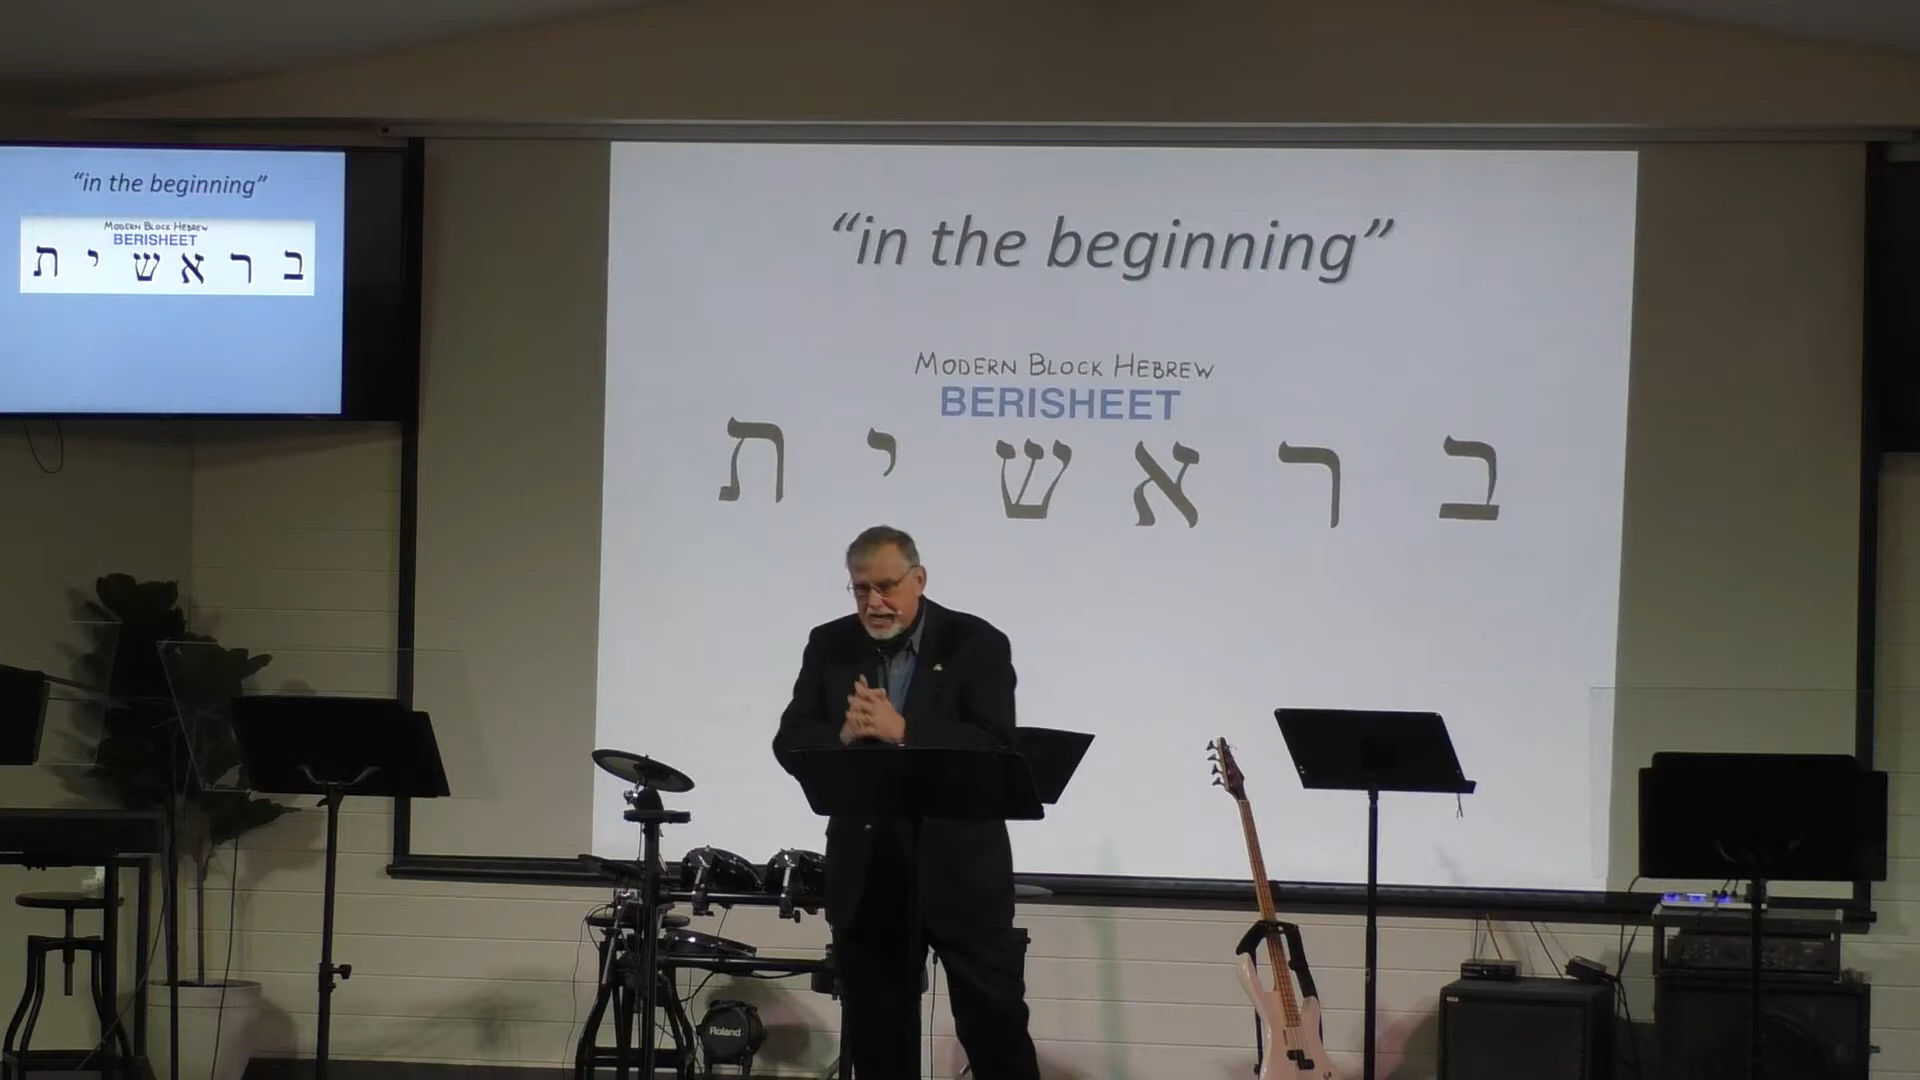 “in the beginning”
MODERN BLOCK HEBREW
BERISHEET
ב ר א ש י ת
“in the beginning”
MODERN BLOCK HEBREW
BERISHEET
ב ר א ש י ת
Roland